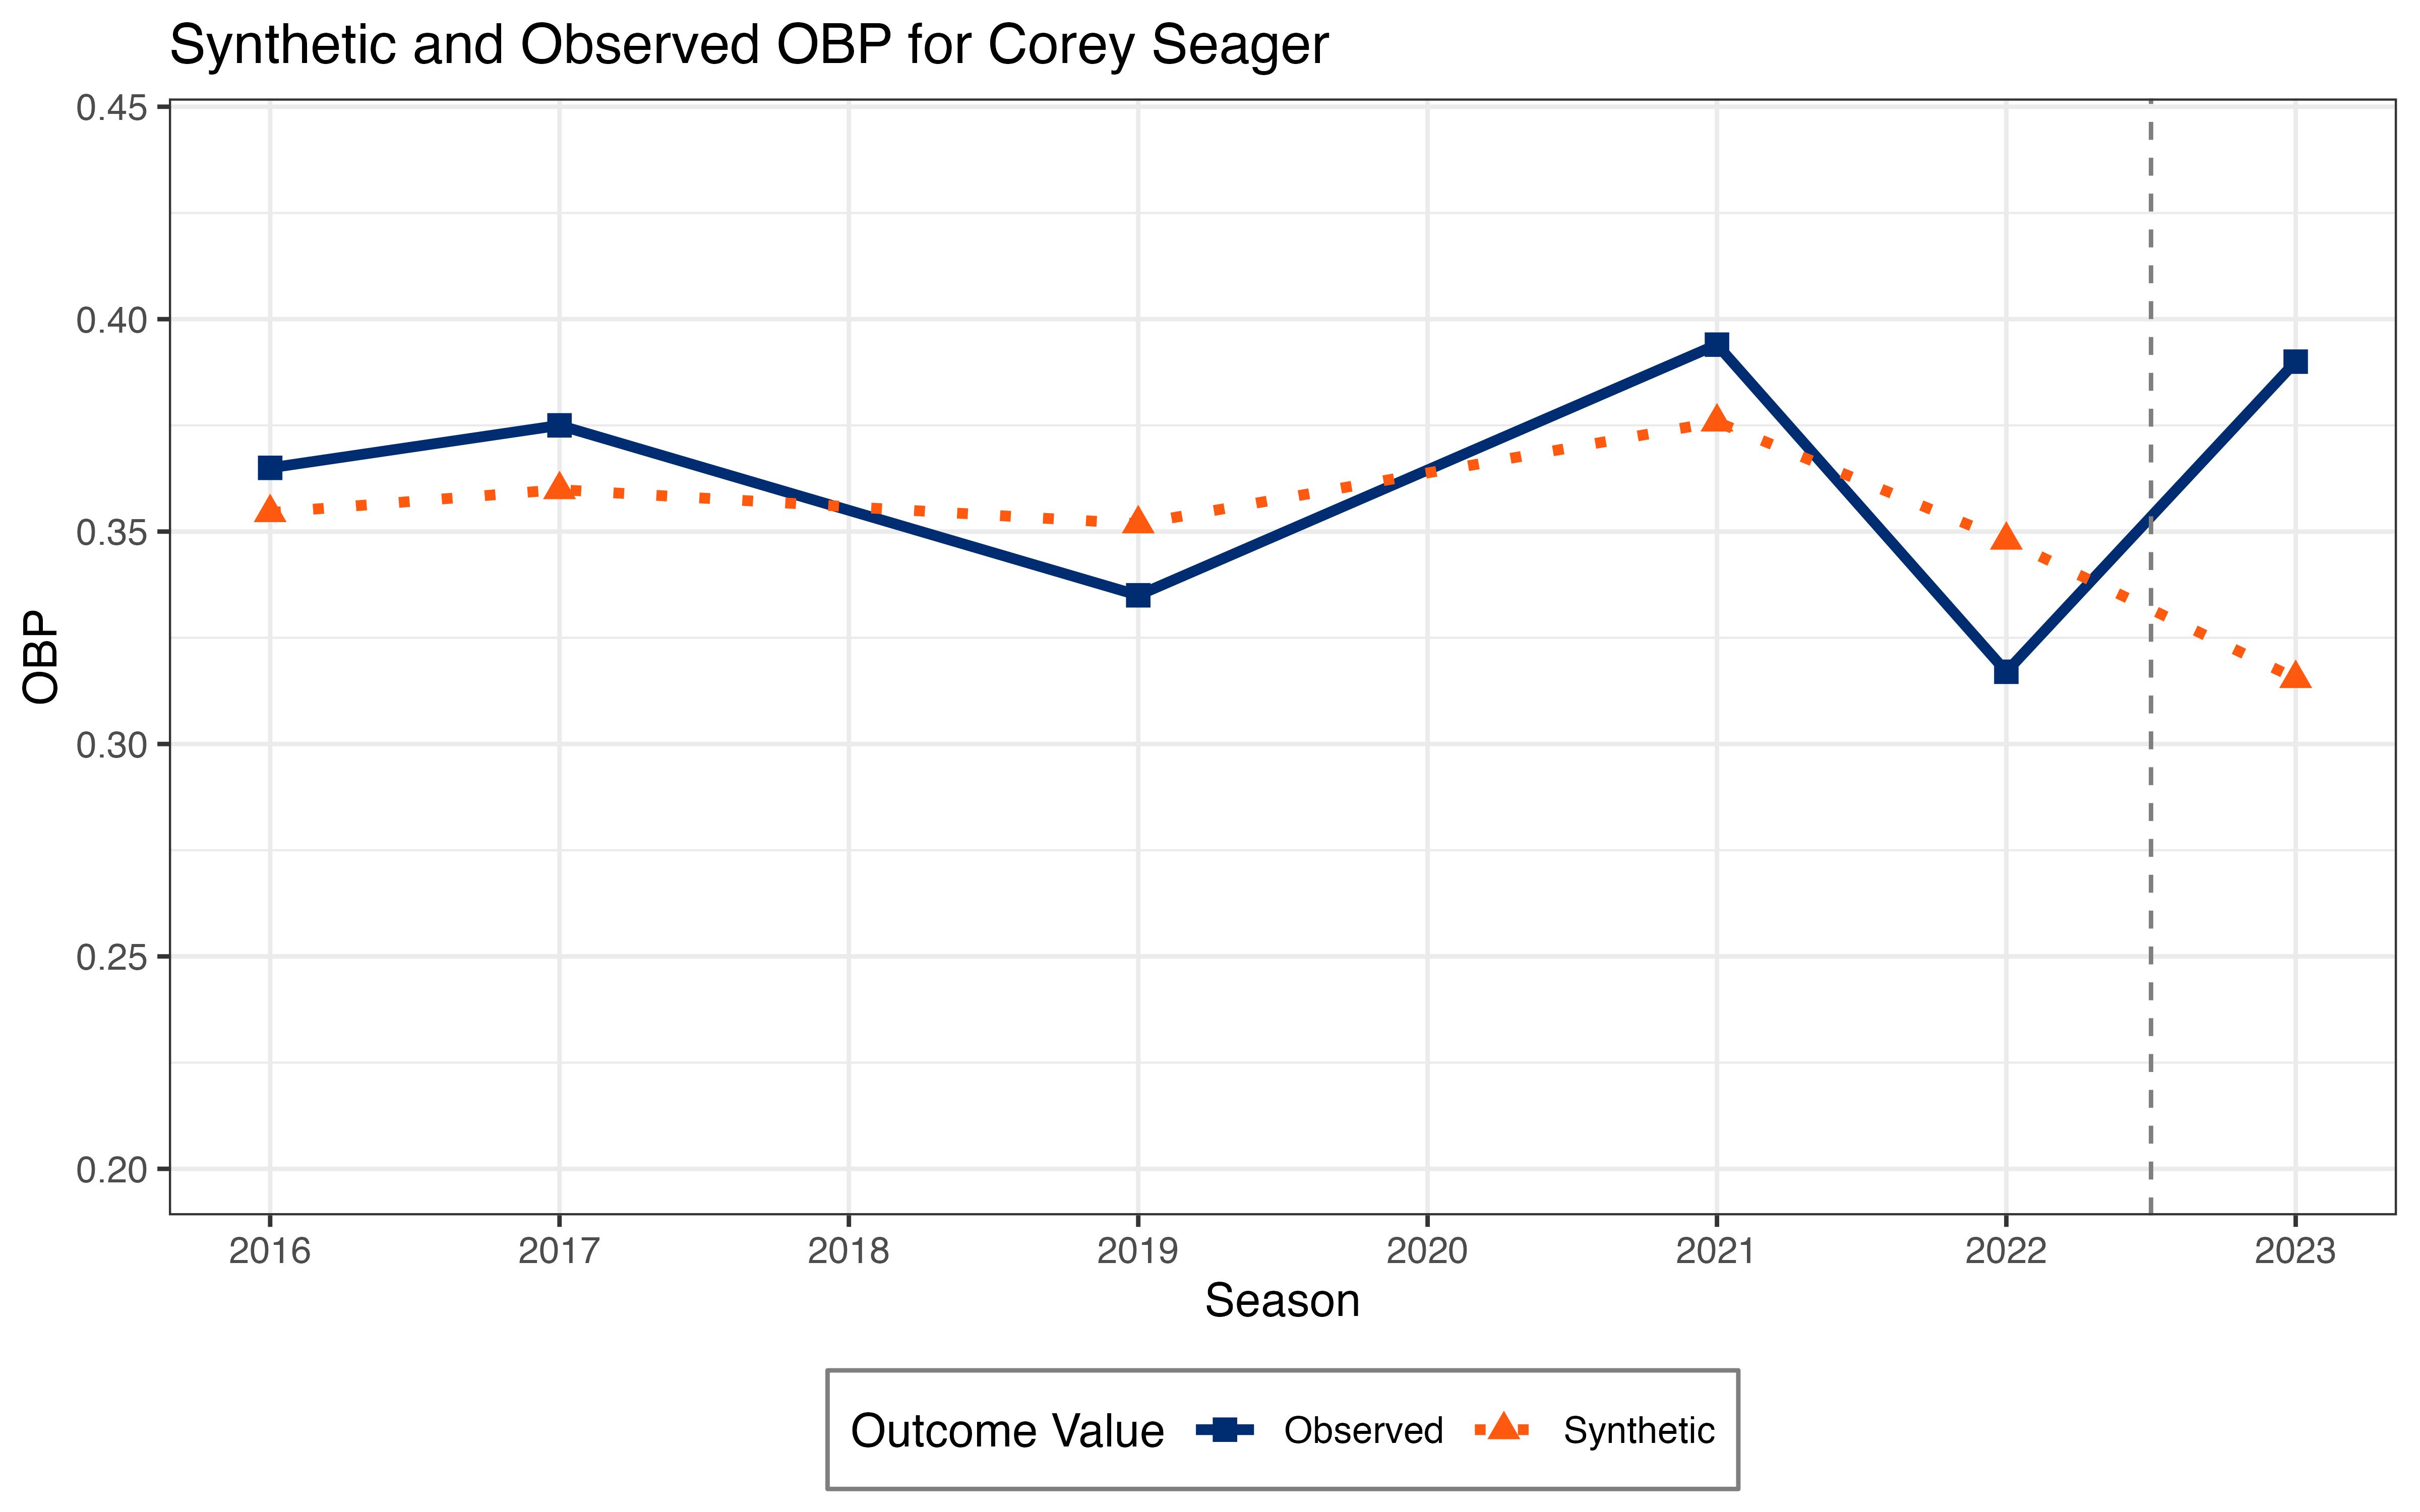 Synthetic and Observed OBP for Corey Seager
0.45
0.40
0.35
0.30
0.25
0.20
OBP
2016 2017 2018 2019 2020 2021 2022 2023
Season
Outcome Value Observed Synthetic